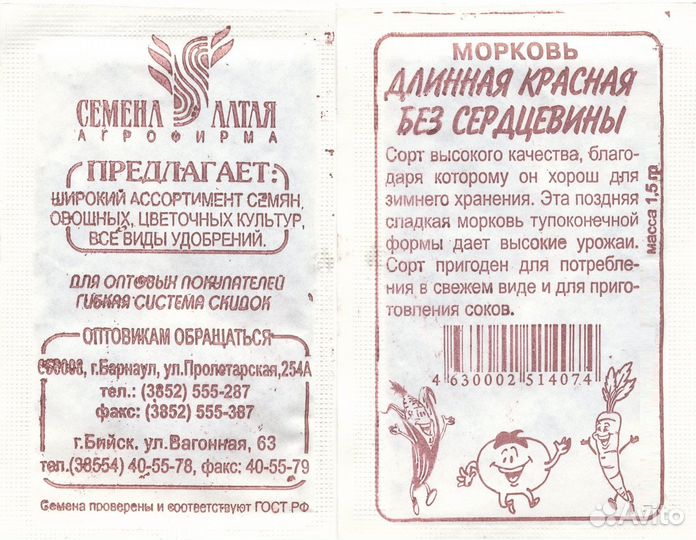 СЕМЕНА АЛТАЯ
АГРОФИРМА
ПРЕДЛАГАЕТ:
ШИРОКИЙ АССОРТИМЕНТ СЕМЯН,
ОВОЩНЫХ, ЦВЕТОЧНЫХ КУЛЬТУР,
ВСЕ ВИДЫ УДОБРЕНИЙ.
ДЛЯ ОПТОВЫХ ПОКУПАТЕЛЕЙ
ГИБКАЯ СИСТЕМА СКИДОК
ОПТОВИКАМ ОБРАЩАТЬСЯ
г.Барнаул, ул.Пролетарская,254А
тел.: (3852) 555-287
факс: (3852) 555-387
г.Бийск. ул.Вагонная, 63
тел.(38554) 40-55-78, факс: 40-55-79
Семена проверены и соответствуют ГОСТ РФ
МОРКОВЬ
ДЛИННАЯ КРАСНАЯ
БЕЗ СЕРДЦЕВИНЫ
Сорт высокого качества, благо-
даря которому он хорош для
зимнего хранения. Эта поздняя
сладкая морковь тупоконечной
формы дает высокие урожаи.
Сорт пригоден для потребле-
ния в свежем виде и для приго-
товления соков.
масса 1,5 гр
4 630002 514074
Avito